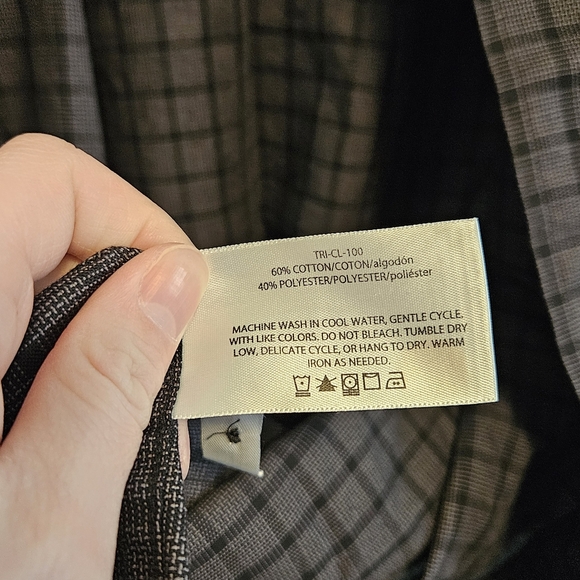 TRI-CL-100
60% COTTON/COTON/algodón
40% POLYESTER/POLYESTER/poliéster
MACHINE WASH IN COOL WATER, GENTLE CYCLE.
WITH LIKE COLORS. DO NOT BLEACH. TUMBLE DRY
LOW, DELICATE CYCLE, OR HANG TO DRY. WARM
IRON AS NEEDED.